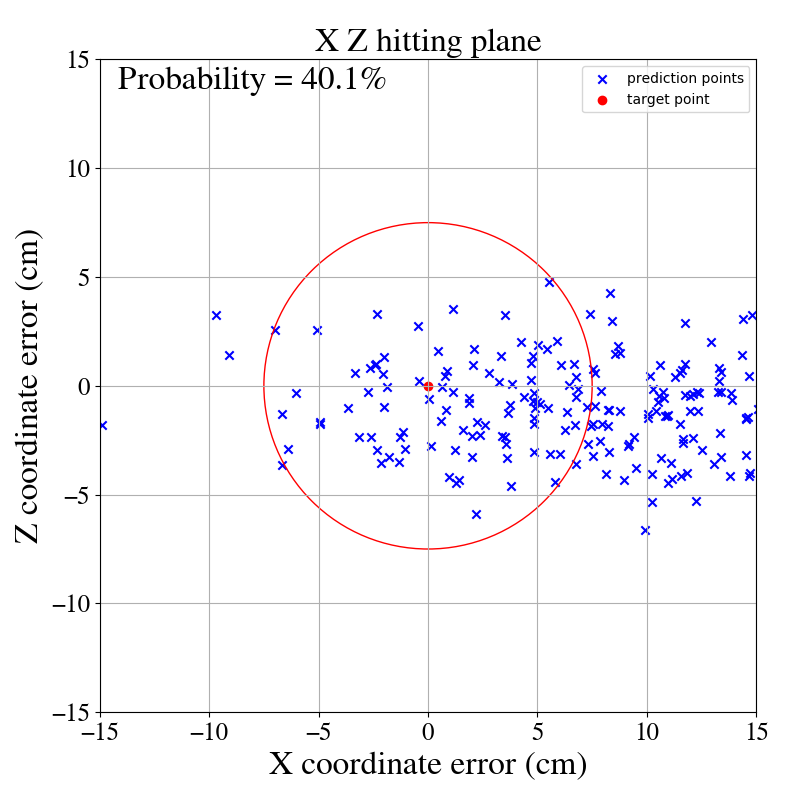 X Z hitting plane
Probability = 40.1%
prediction points
target point
15
10
5
0
−5
−10
−15
Z coordinate error (cm)
−15 −10 −5 0 5 10 15
X coordinate error (cm)